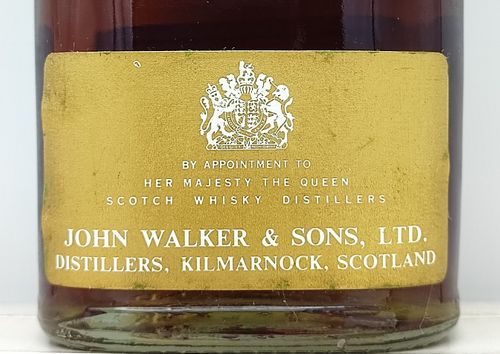 BY APPOINTMENT TO
HER MAJESTY THE QUEEN
SCOTCH WHISKY DISTILLERS
JOHN WALKER & SONS, LTD.
DISTILLERS, KILMARNOCK, SCOTLAND